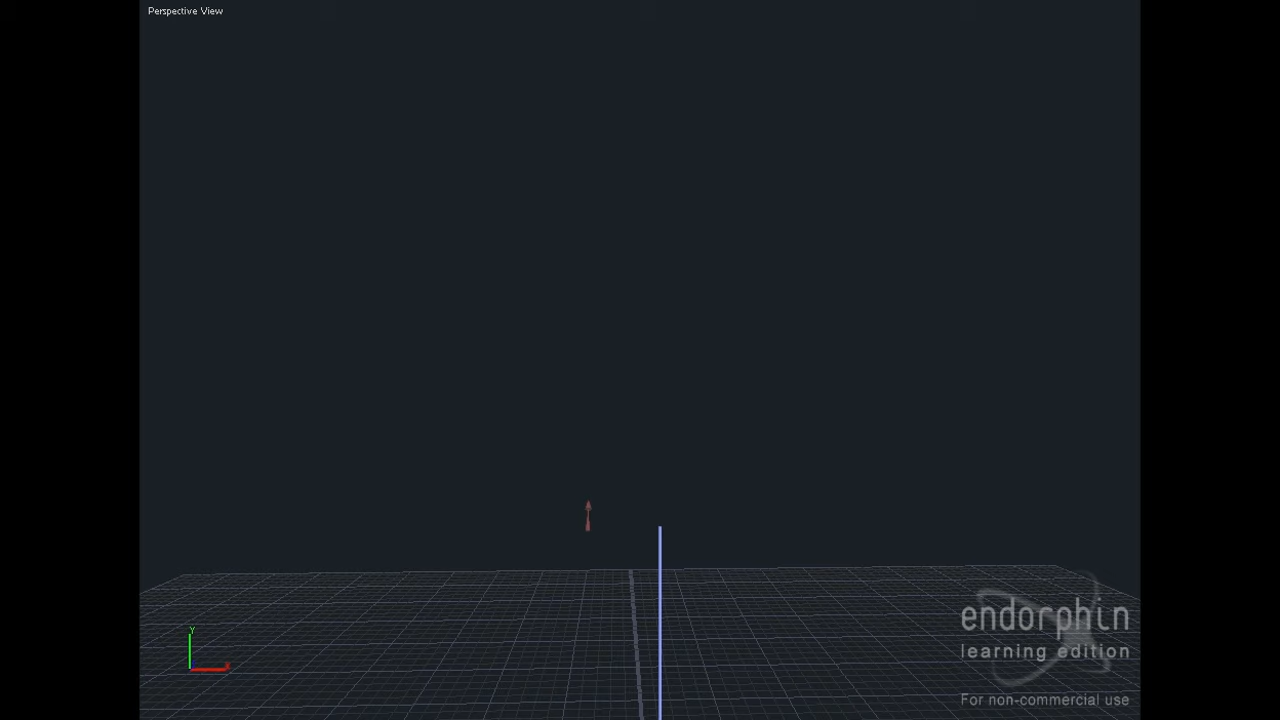 Perspective View
Y
X
endorphin
learning edition
For non-commercial use